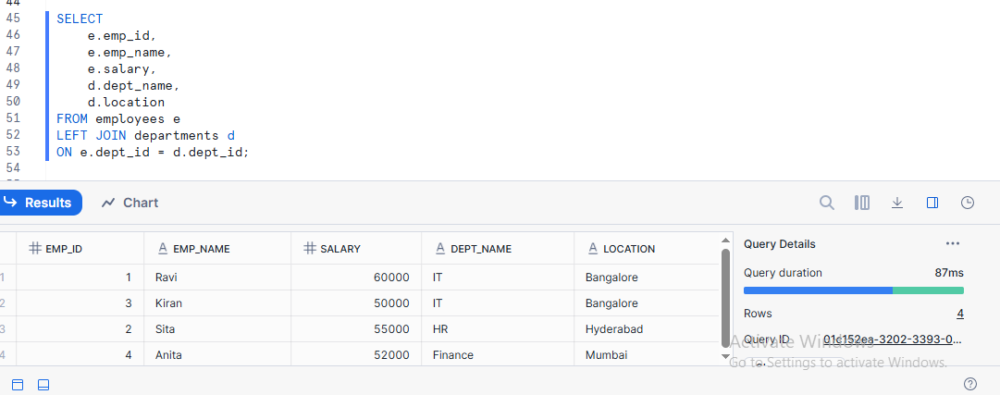 44
45 SELECT
46 e.emp_id,
47 e.emp_name,
48 e.salary,
49 d.dept_name,
50 d.location
51 FROM employees e
52 LEFT JOIN departments d
53 ON e.dept_id = d.dept_id;
54
Results Chart
EMP_ID EMP_NAME SALARY DEPT_NAME LOCATION
1 1 Ravi 60000 IT Bangalore
2 3 Kiran 50000 IT Bangalore
3 2 Sita 55000 HR Hyderabad
4 4 Anita 52000 Finance Mumbai
Query Details ...
Query duration 87ms
Rows 4
Query ID 01c152ea-3202-3393-0...
Activate Windows
Go to Settings to activate Windows.